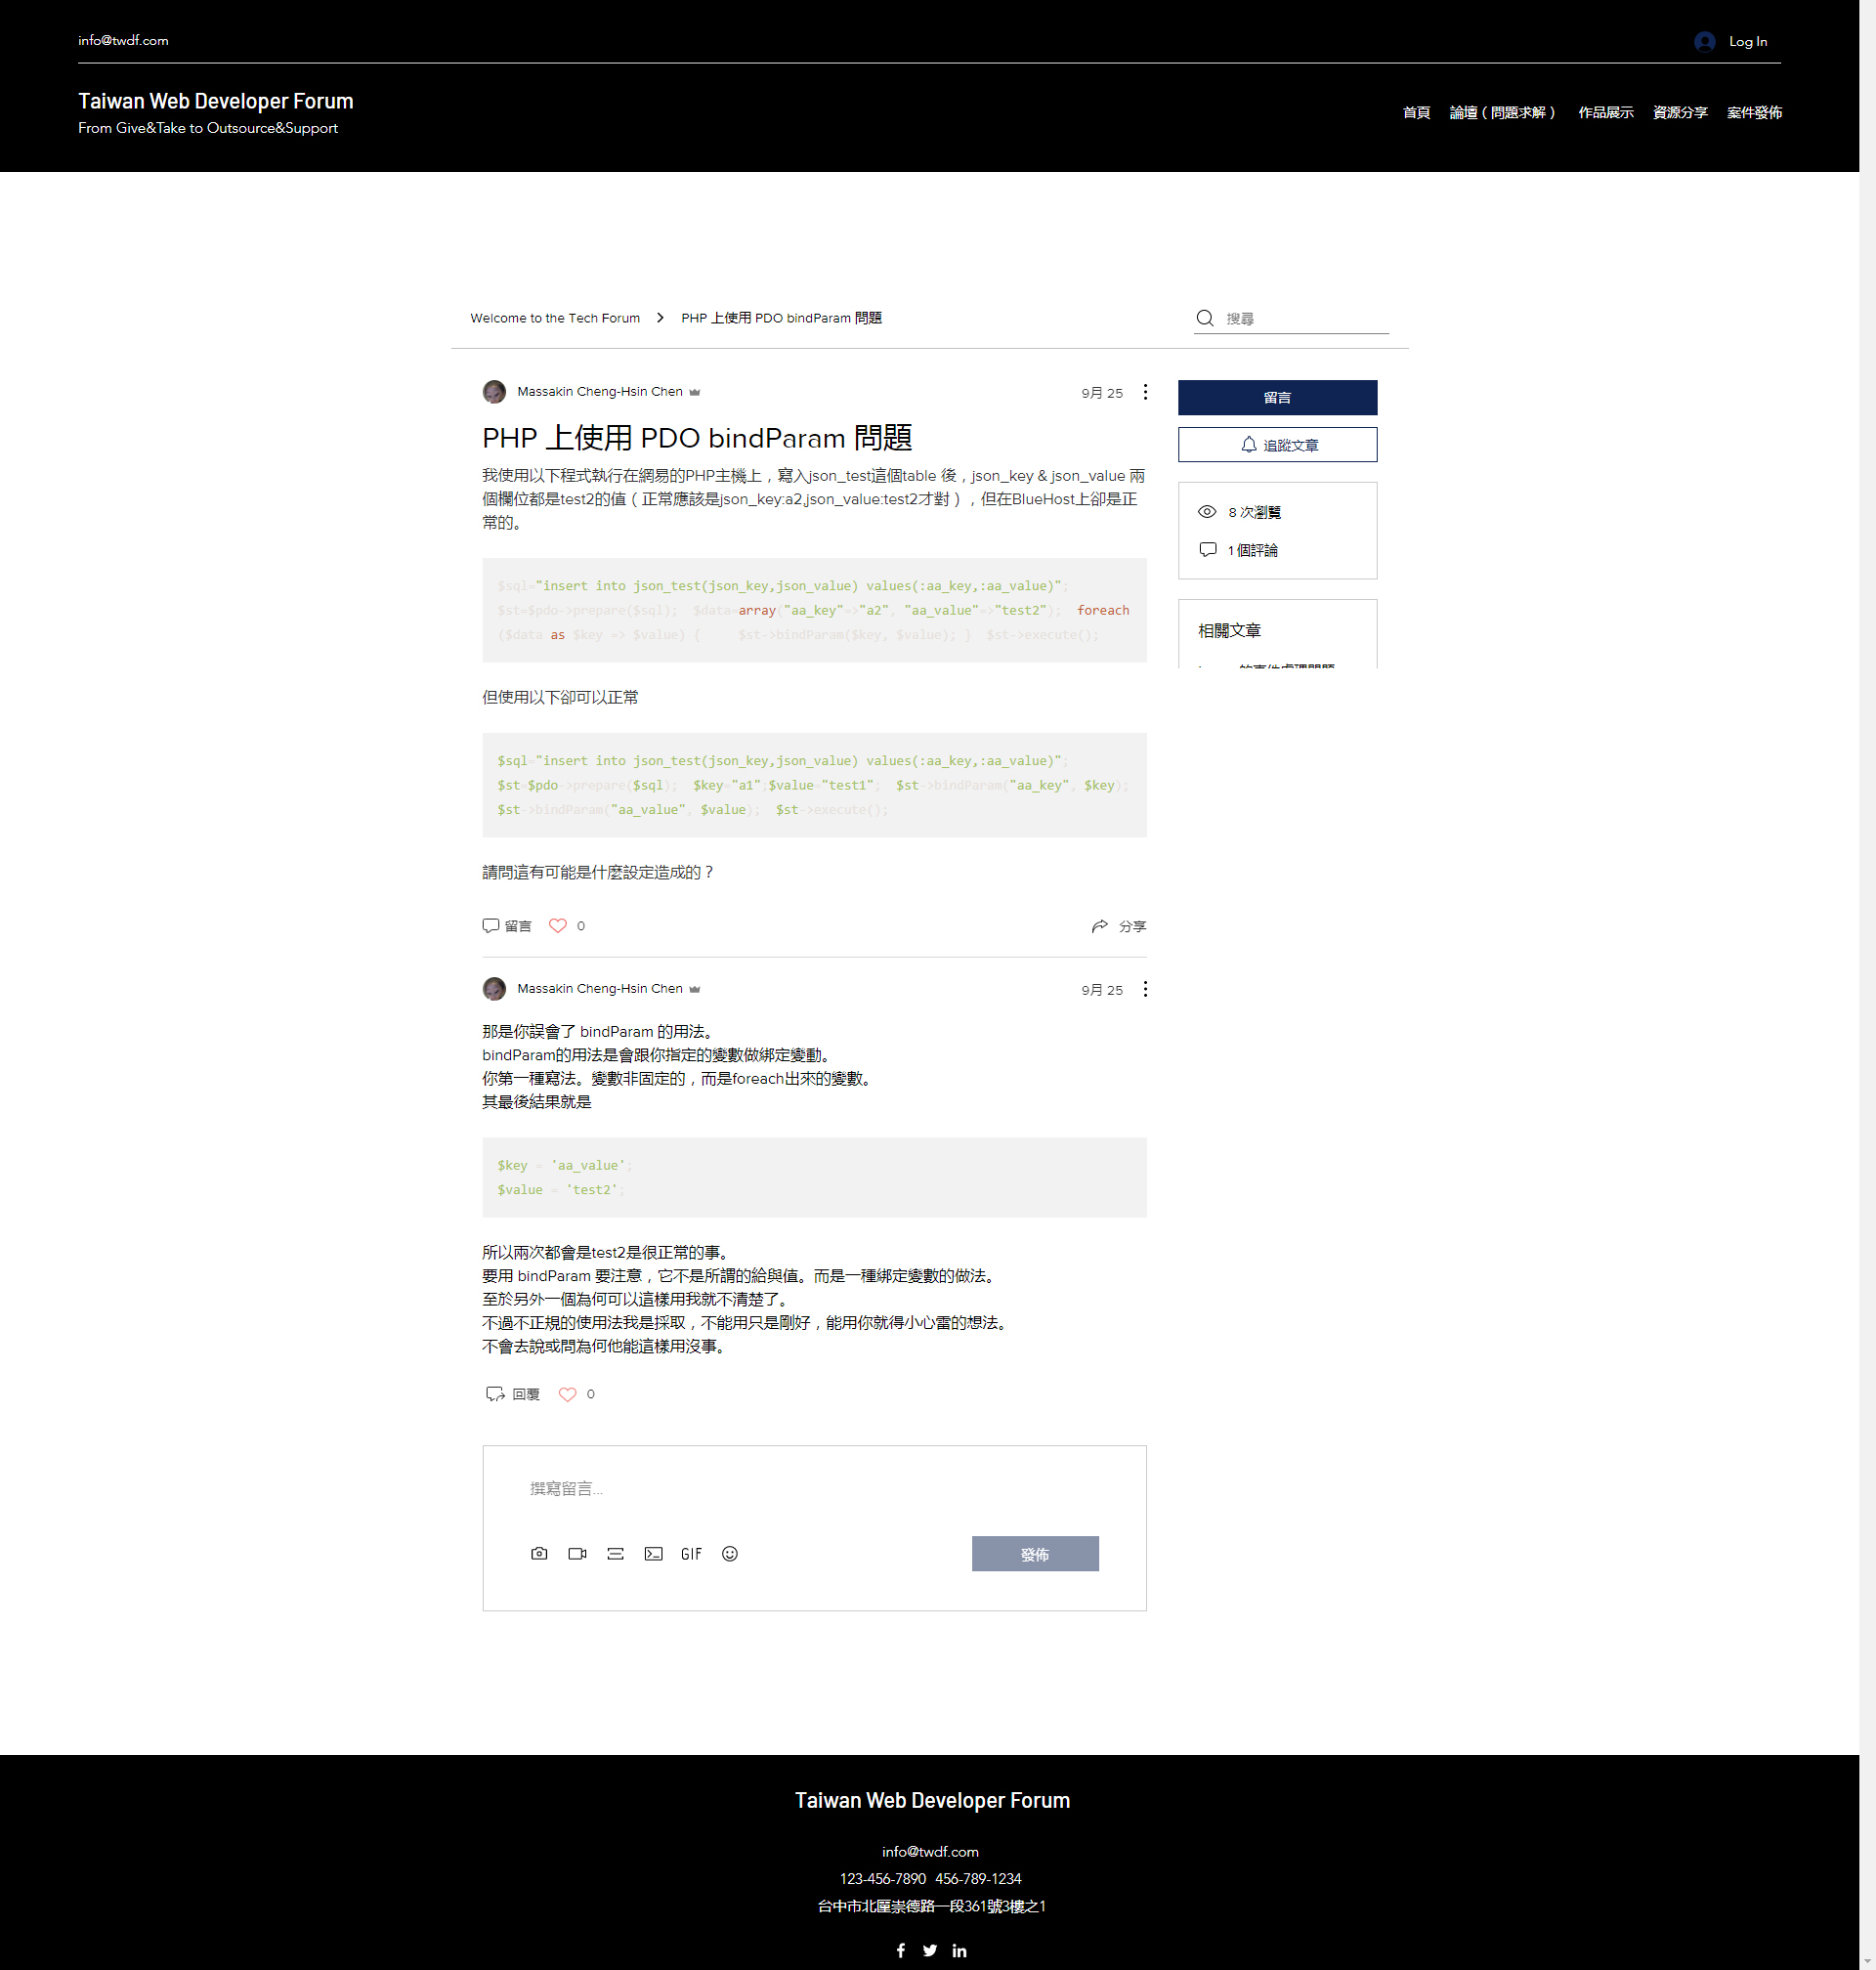 info@twdf.com
Log In
Taiwan Web Developer Forum
From Give&Take to Outsource&Support
首頁 論壇（問題求解） 作品展示 資源分享 案件發佈
Welcome to the Tech Forum
PHP 上使用 PDO bindParam 問題
搜尋
Massakin Cheng-Hsin Chen
9月 25
PHP 上使用 PDO bindParam 問題
我使用以下程式執行在網易的PHP主機上，寫入json_test這個table 後，json_key & json_value 兩
個欄位都是test2的值（正常應該是json_key:a2,json_value:test2才對），但在BlueHost上卻是正
常的。
$sql="insert into json_test(json_key,json_value) values(:aa_key,:aa_value)";
$st=$pdo->prepare($sql);  $data=array("aa_key"=>"a2", "aa_value"=>"test2");  foreach
($data as $key => $value) {     $st->bindParam($key, $value); }  $st->execute();
但使用以下卻可以正常
$sql="insert into json_test(json_key,json_value) values(:aa_key,:aa_value)";
$st=$pdo->prepare($sql);  $key="a1";$value="test1";  $st->bindParam("aa_key", $key);
$st->bindParam("aa_value", $value);  $st->execute();
請問這有可能是什麼設定造成的？
留言
0
分享
留言
追蹤文章
8 次瀏覽
1 個評論
相關文章
的事件處理問題
Massakin Cheng-Hsin Chen
9月 25
那是你誤會了 bindParam 的用法。
bindParam的用法是會跟你指定的變數做綁定變動。
你第一種寫法。變數非固定的，而是foreach出來的變數。
其最後結果就是
$key = 'aa_value';
$value = 'test2';
所以兩次都會是test2是很正常的事。
要用 bindParam 要注意，它不是所謂的給與值。而是一種綁定變數的做法。
至於另外一個為何可以這樣用我就不清楚了。
不過不正規的使用法我是採取，不能用只是剛好，能用你就得小心雷的想法。
不會去說或問為何他能這樣用沒事。
回覆
0
撰寫留言...
GIF
發佈
Taiwan Web Developer Forum
info@twdf.com
123-456-7890  456-789-1234
台中市北屋崇德路一段361號3樓之1